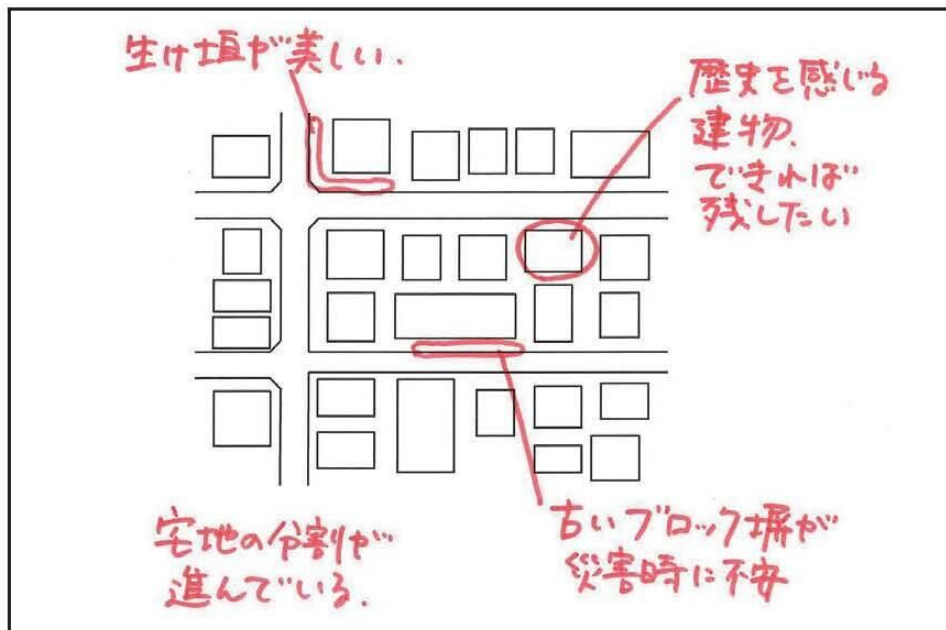 生け垣が美しい.
歴史を感じる
建物.
できれば
残したい
宅地の分割が
進んでいる.
古いブロック塀が
災害時に不安